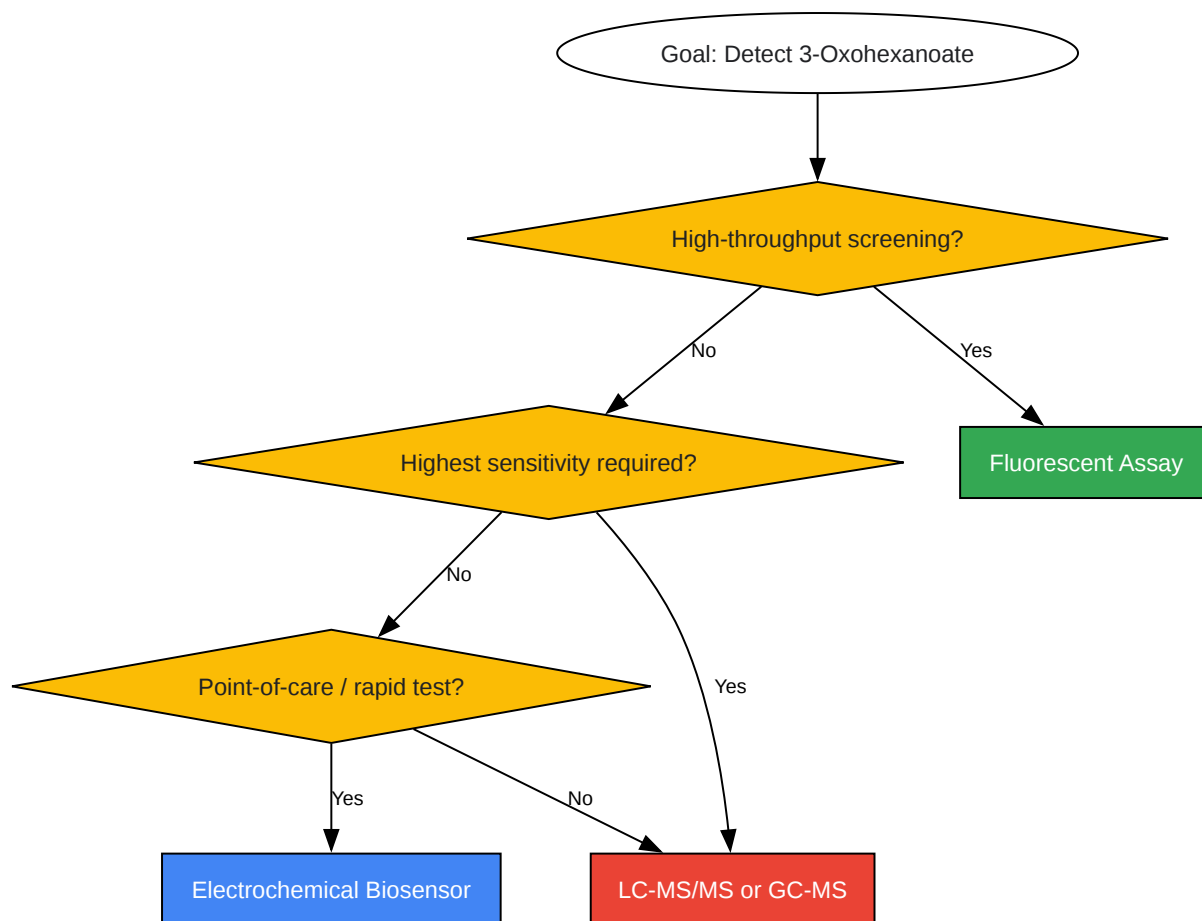 Goal: Detect 3-Oxohexanoate
High-throughput screening?
No
Yes
Highest sensitivity required?
Fluorescent Assay
No
Yes
Point-of-care / rapid test?
Yes
No
Electrochemical Biosensor
LC-MS/MS or GC-MS